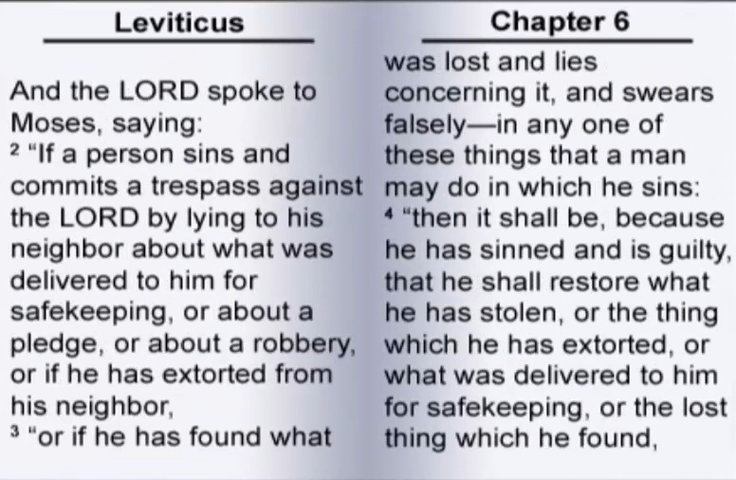 Leviticus
And the LORD spoke to
Moses, saying:
² “If a person sins and
commits a trespass against
the LORD by lying to his
neighbor about what was
delivered to him for
safekeeping, or about a
pledge, or about a robbery,
or if he has extorted from
his neighbor,
³ “or if he has found what
Chapter 6
was lost and lies
concerning it, and swears
falsely—in any one of
these things that a man
may do in which he sins:
⁴ “then it shall be, because
he has sinned and is guilty,
that he shall restore what
he has stolen, or the thing
which he has extorted, or
what was delivered to him
for safekeeping, or the lost
thing which he found,